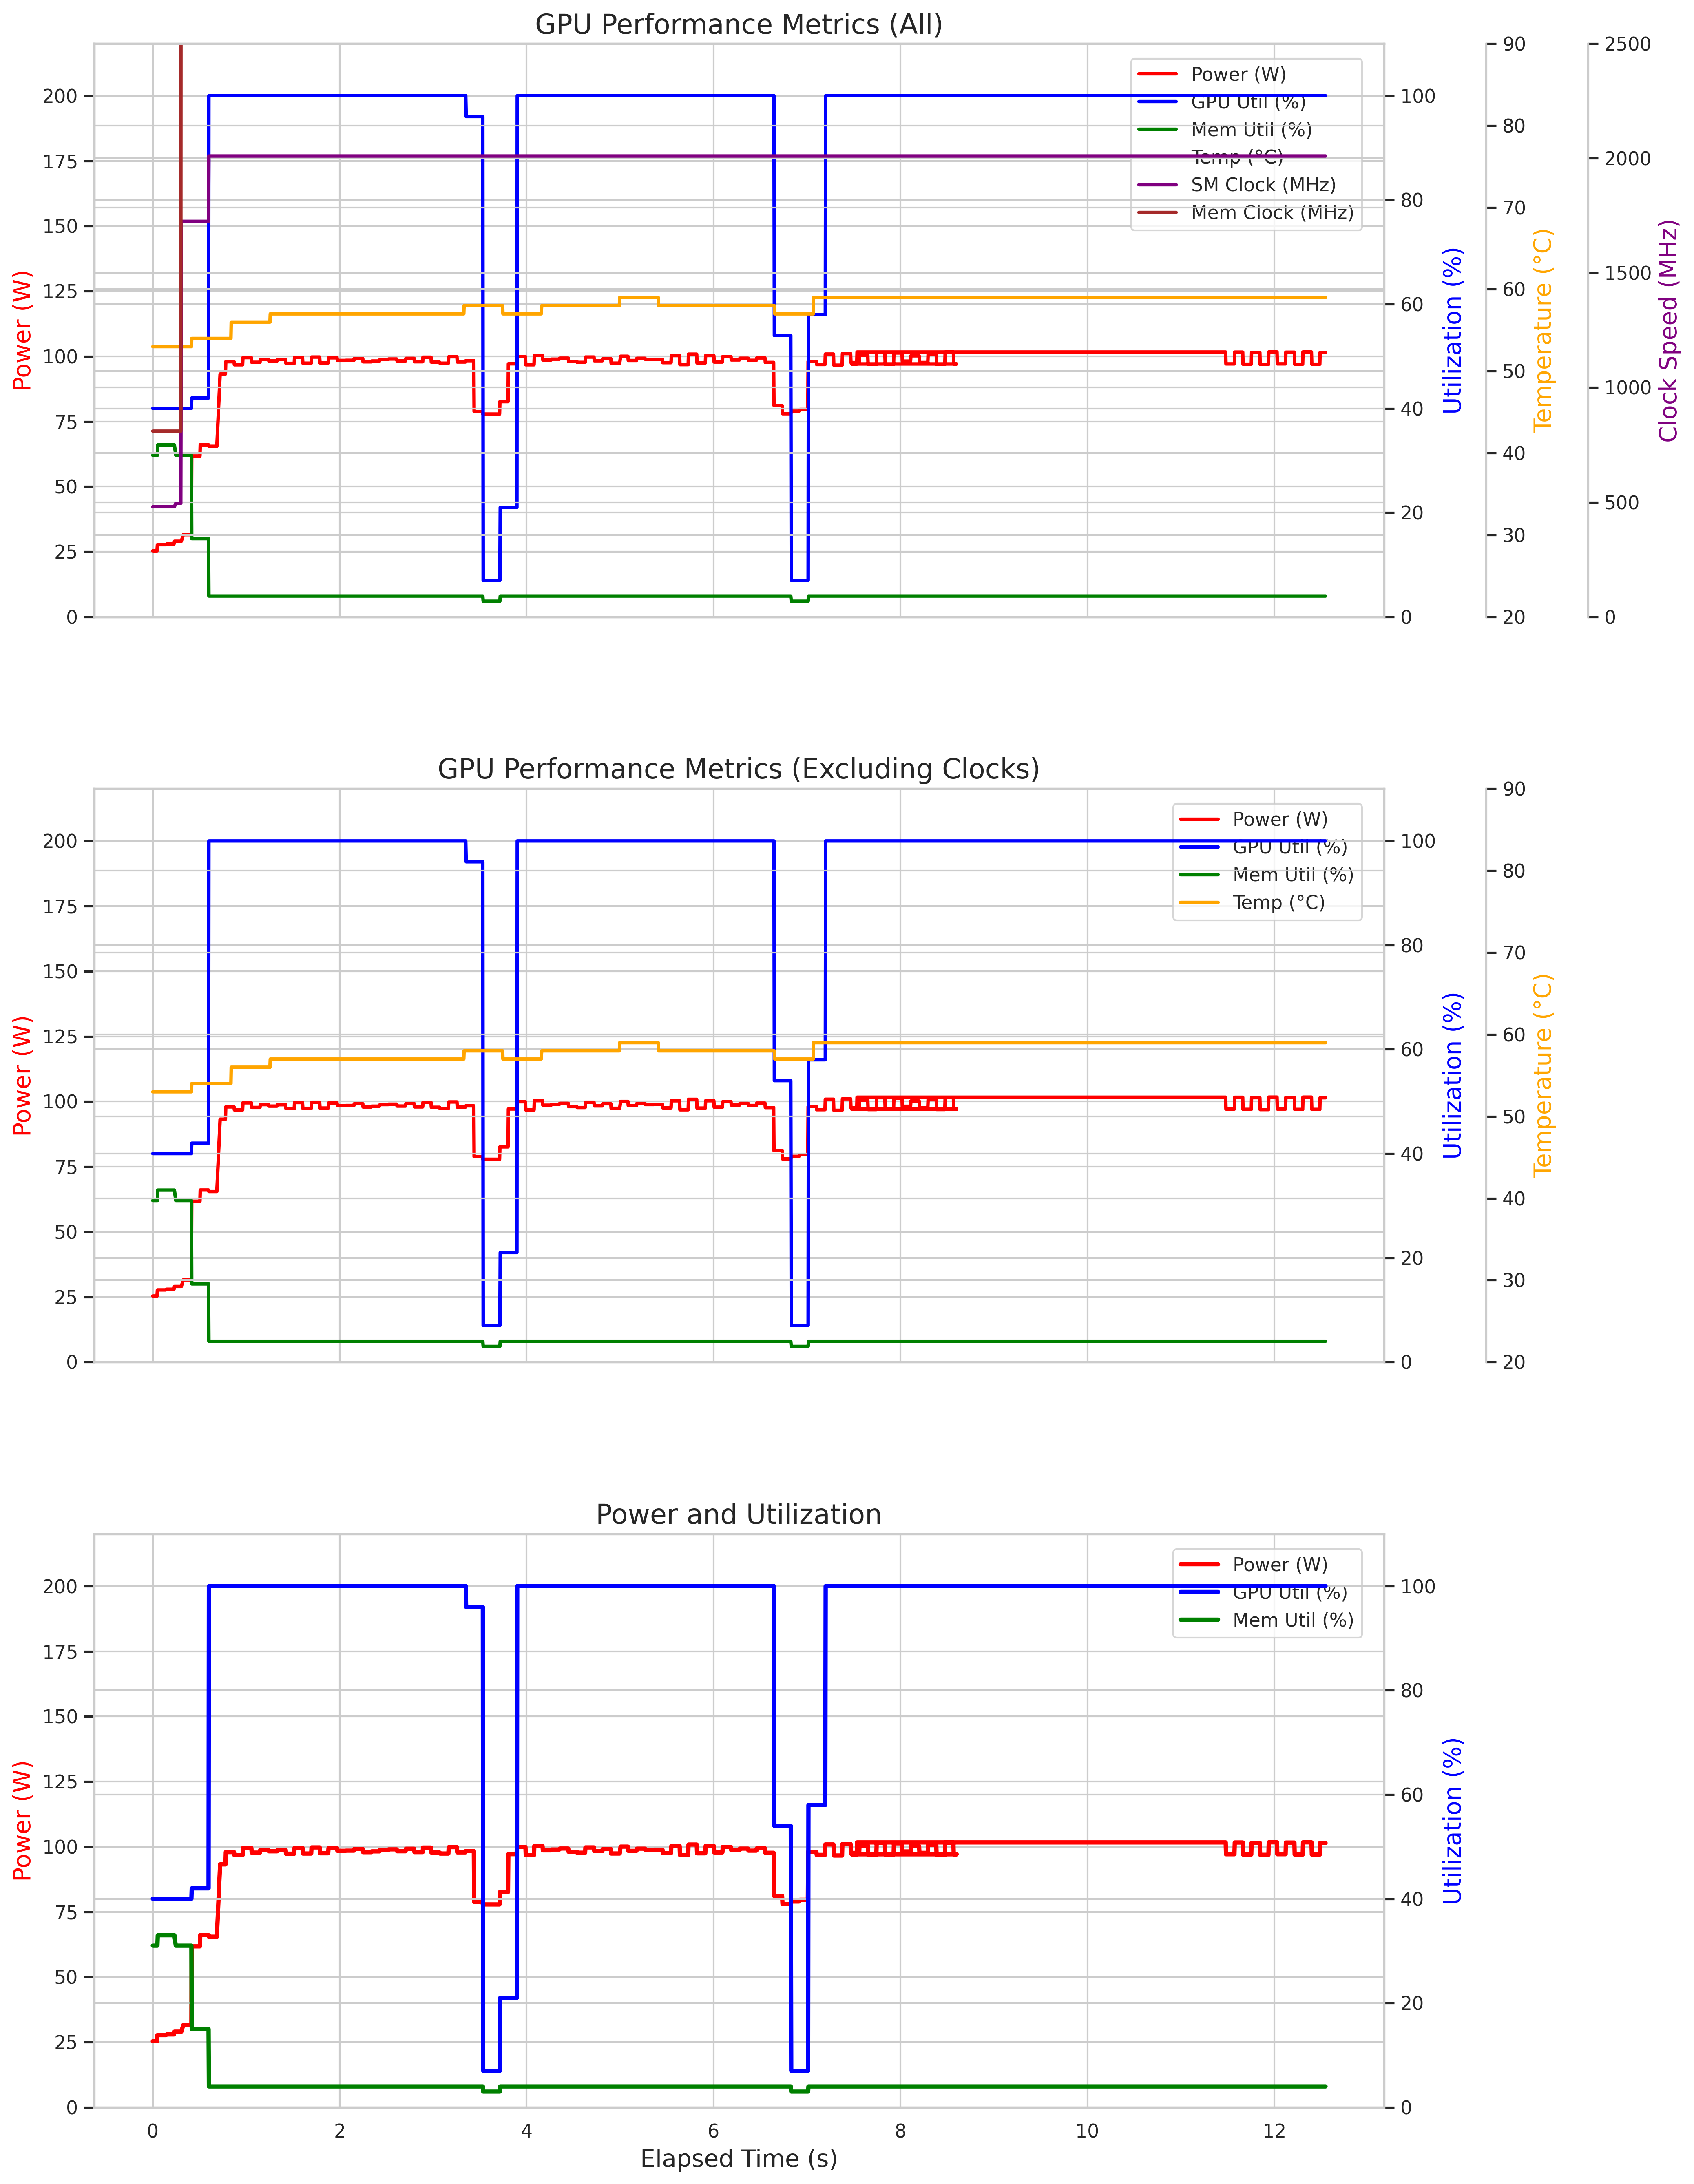 GPU Performance Metrics (All)
Power (W)
0
25
50
75
100
125
150
175
200
Power (W)
GPU Util (%)
Mem Util (%)
Temp (°C)
SM Clock (MHz)
Mem Clock (MHz)
0
20
40
60
80
100
Utilization (%)
20
30
40
50
60
70
80
90
Temperature (°C)
0
500
1000
1500
2000
2500
Clock Speed (MHz)
GPU Performance Metrics (Excluding Clocks)
Power (W)
0
25
50
75
100
125
150
175
200
Power (W)
GPU Util (%)
Mem Util (%)
Temp (°C)
0
20
40
60
80
100
Utilization (%)
20
30
40
50
60
70
80
90
Temperature (°C)
Power and Utilization
Power (W)
0
25
50
75
100
125
150
175
200
Power (W)
GPU Util (%)
Mem Util (%)
0
20
40
60
80
100
Utilization (%)
0 2 4 6 8 10 12
Elapsed Time (s)